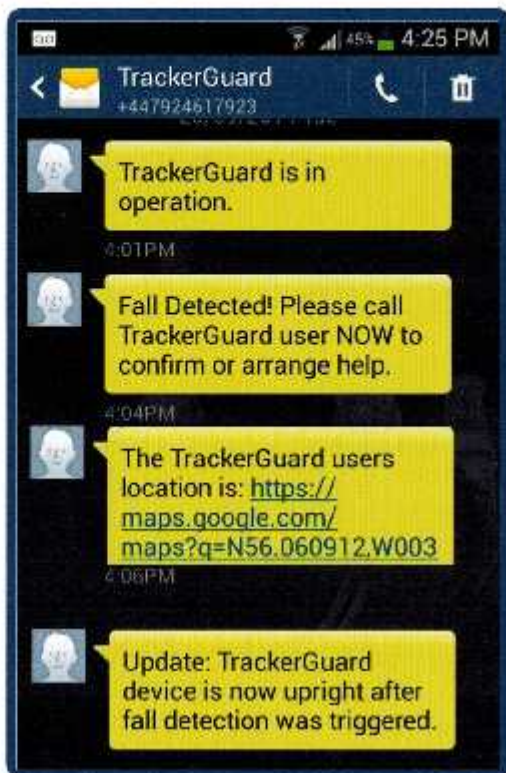 GO 45% 4:25 PM
TrackerGuard
+447924617923
TrackerGuard is in
operation.
4:01PM
Fall Detected! Please call
TrackerGuard user NOW to
confirm or arrange help.
4:04PM
The TrackerGuard users
location is: https://
maps.google.com/
maps?q=N56.060912,W003
4:06PM
Update: TrackerGuard
device is now upright after
fall detection was triggered.